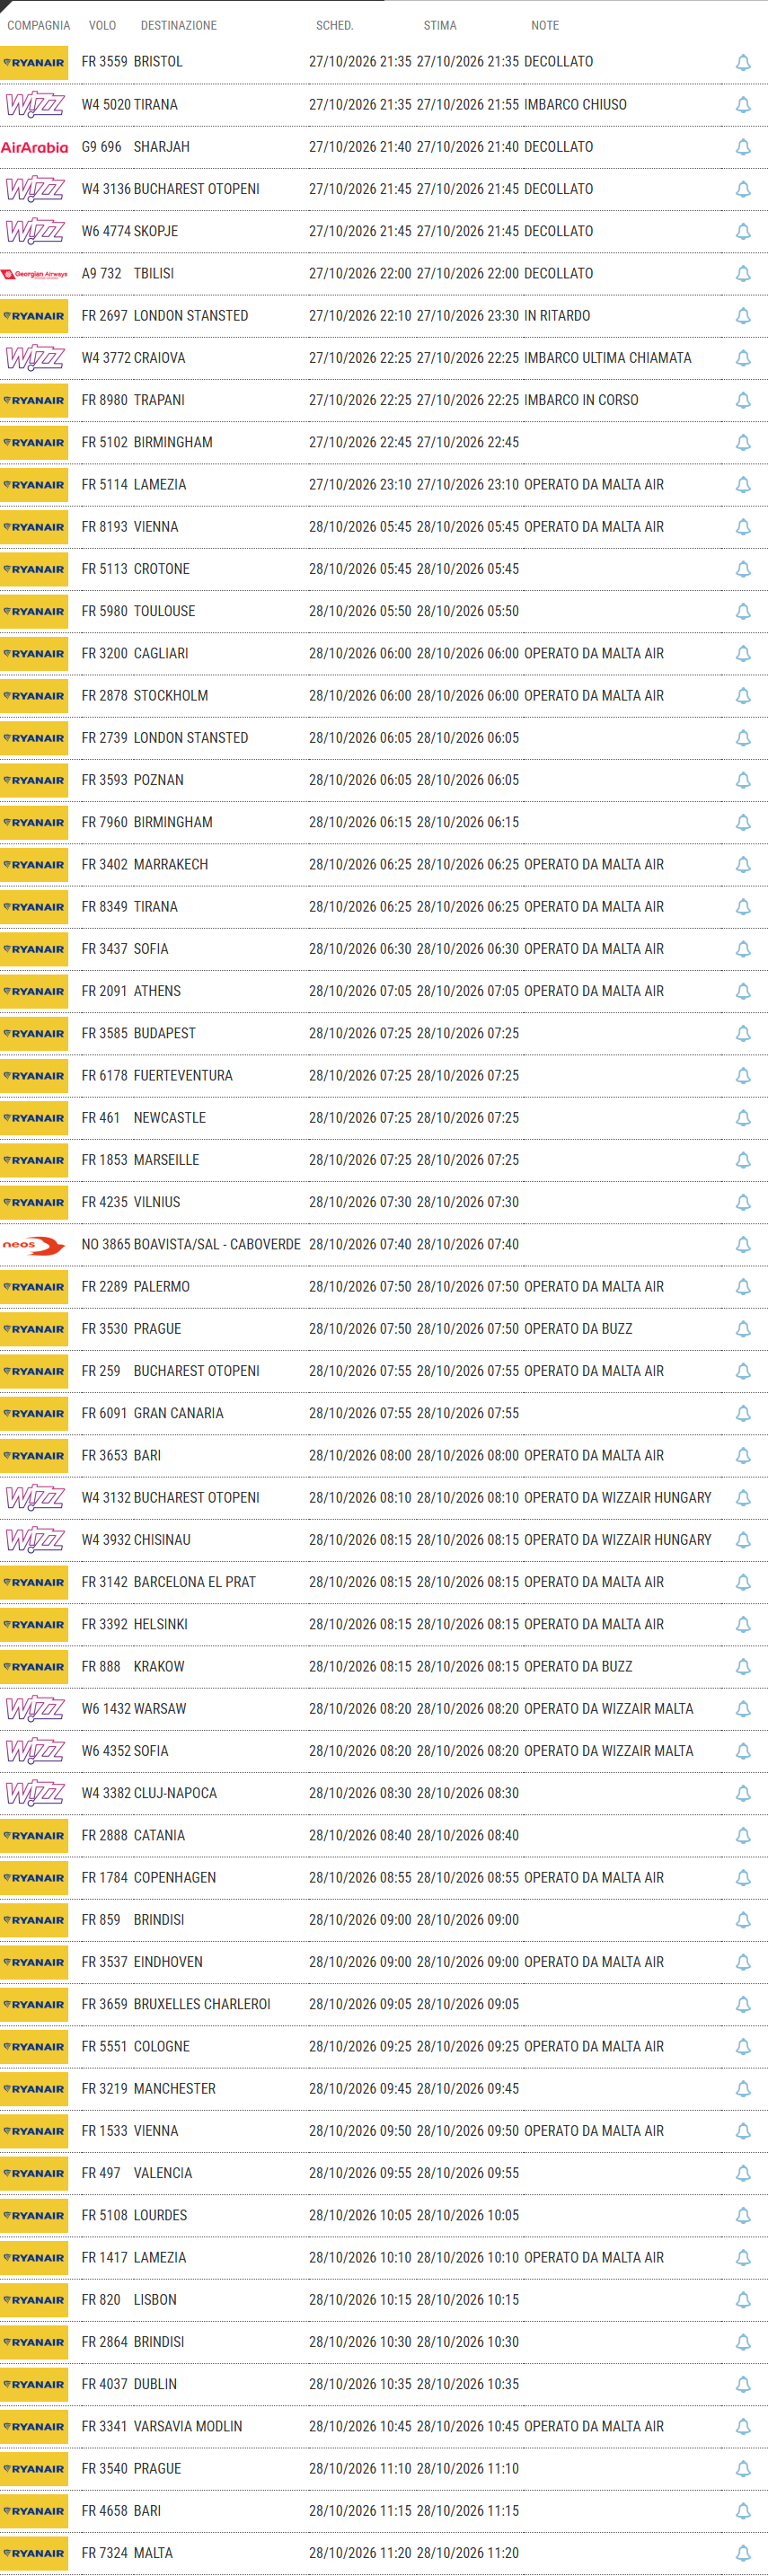 COMPAGNIA VOLO DESTINAZIONE SCHED. STIMA NOTE
RYANAIR FR 3559 BRISTOL 27/10/2026 21:35 27/10/2026 21:35 DECOLLATO
WIZZ W4 5020 TIRANA 27/10/2026 21:35 27/10/2026 21:55 IMBARCO CHIUSO
AirArabia G9 696 SHARJAH 27/10/2026 21:40 27/10/2026 21:40 DECOLLATO
WIZZ W4 3136 BUCHAREST OTOPENI 27/10/2026 21:45 27/10/2026 21:45 DECOLLATO
WIZZ W6 4774 SKOPJE 27/10/2026 21:45 27/10/2026 21:45 DECOLLATO
Georgian Airways A9 732 TBILISI 27/10/2026 22:00 27/10/2026 22:00 DECOLLATO
RYANAIR FR 2697 LONDON STANSTED 27/10/2026 22:10 27/10/2026 23:30 IN RITARDO
WIZZ W4 3772 CRAIOVA 27/10/2026 22:25 27/10/2026 22:25 IMBARCO ULTIMA CHIAMATA
RYANAIR FR 8980 TRAPANI 27/10/2026 22:25 27/10/2026 22:25 IMBARCO IN CORSO
RYANAIR FR 5102 BIRMINGHAM 27/10/2026 22:45 27/10/2026 22:45
RYANAIR FR 5114 LAMEZIA 27/10/2026 23:10 27/10/2026 23:10 OPERATO DA MALTA AIR
RYANAIR FR 8193 VIENNA 28/10/2026 05:45 28/10/2026 05:45 OPERATO DA MALTA AIR
RYANAIR FR 5113 CROTONE 28/10/2026 05:45 28/10/2026 05:45
RYANAIR FR 5980 TOULOUSE 28/10/2026 05:50 28/10/2026 05:50
RYANAIR FR 3200 CAGLIARI 28/10/2026 06:00 28/10/2026 06:00 OPERATO DA MALTA AIR
RYANAIR FR 2878 STOCKHOLM 28/10/2026 06:00 28/10/2026 06:00 OPERATO DA MALTA AIR
RYANAIR FR 2739 LONDON STANSTED 28/10/2026 06:05 28/10/2026 06:05
RYANAIR FR 3593 POZNAN 28/10/2026 06:05 28/10/2026 06:05
RYANAIR FR 7960 BIRMINGHAM 28/10/2026 06:15 28/10/2026 06:15
RYANAIR FR 3402 MARRAKECH 28/10/2026 06:25 28/10/2026 06:25 OPERATO DA MALTA AIR
RYANAIR FR 8349 TIRANA 28/10/2026 06:25 28/10/2026 06:25 OPERATO DA MALTA AIR
RYANAIR FR 3437 SOFIA 28/10/2026 06:30 28/10/2026 06:30 OPERATO DA MALTA AIR
RYANAIR FR 2091 ATHENS 28/10/2026 07:05 28/10/2026 07:05 OPERATO DA MALTA AIR
RYANAIR FR 3585 BUDAPEST 28/10/2026 07:25 28/10/2026 07:25
RYANAIR FR 6178 FUERTEVENTURA 28/10/2026 07:25 28/10/2026 07:25
RYANAIR FR 461 NEWCASTLE 28/10/2026 07:25 28/10/2026 07:25
RYANAIR FR 1853 MARSEILLE 28/10/2026 07:25 28/10/2026 07:25
RYANAIR FR 4235 VILNIUS 28/10/2026 07:30 28/10/2026 07:30
neos NO 3865 BOAVISTA/SAL - CABOVERDE 28/10/2026 07:40 28/10/2026 07:40
RYANAIR FR 2289 PALERMO 28/10/2026 07:50 28/10/2026 07:50 OPERATO DA MALTA AIR
RYANAIR FR 3530 PRAGUE 28/10/2026 07:50 28/10/2026 07:50 OPERATO DA BUZZ
RYANAIR FR 259 BUCHAREST OTOPENI 28/10/2026 07:55 28/10/2026 07:55 OPERATO DA MALTA AIR
RYANAIR FR 6091 GRAN CANARIA 28/10/2026 07:55 28/10/2026 07:55
RYANAIR FR 3653 BARI 28/10/2026 08:00 28/10/2026 08:00 OPERATO DA MALTA AIR
WIZZ W4 3132 BUCHAREST OTOPENI 28/10/2026 08:10 28/10/2026 08:10 OPERATO DA WIZZAIR HUNGARY
WIZZ W4 3932 CHISINAU 28/10/2026 08:15 28/10/2026 08:15 OPERATO DA WIZZAIR HUNGARY
RYANAIR FR 3142 BARCELONA EL PRAT 28/10/2026 08:15 28/10/2026 08:15 OPERATO DA MALTA AIR
RYANAIR FR 3392 HELSINKI 28/10/2026 08:15 28/10/2026 08:15 OPERATO DA MALTA AIR
RYANAIR FR 888 KRAKOW 28/10/2026 08:15 28/10/2026 08:15 OPERATO DA BUZZ
WIZZ W6 1432 WARSAW 28/10/2026 08:20 28/10/2026 08:20 OPERATO DA WIZZAIR MALTA
WIZZ W6 4352 SOFIA 28/10/2026 08:20 28/10/2026 08:20 OPERATO DA WIZZAIR MALTA
WIZZ W4 3382 CLUJ-NAPOCA 28/10/2026 08:30 28/10/2026 08:30
RYANAIR FR 2888 CATANIA 28/10/2026 08:40 28/10/2026 08:40
RYANAIR FR 1784 COPENHAGEN 28/10/2026 08:55 28/10/2026 08:55 OPERATO DA MALTA AIR
RYANAIR FR 859 BRINDISI 28/10/2026 09:00 28/10/2026 09:00
RYANAIR FR 3537 EINDHOVEN 28/10/2026 09:00 28/10/2026 09:00 OPERATO DA MALTA AIR
RYANAIR FR 3659 BRUXELLES CHARLEROI 28/10/2026 09:05 28/10/2026 09:05
RYANAIR FR 5551 COLOGNE 28/10/2026 09:25 28/10/2026 09:25 OPERATO DA MALTA AIR
RYANAIR FR 3219 MANCHESTER 28/10/2026 09:45 28/10/2026 09:45
RYANAIR FR 1533 VIENNA 28/10/2026 09:50 28/10/2026 09:50 OPERATO DA MALTA AIR
RYANAIR FR 497 VALENCIA 28/10/2026 09:55 28/10/2026 09:55
RYANAIR FR 5108 LOURDES 28/10/2026 10:05 28/10/2026 10:05
RYANAIR FR 1417 LAMEZIA 28/10/2026 10:10 28/10/2026 10:10 OPERATO DA MALTA AIR
RYANAIR FR 820 LISBON 28/10/2026 10:15 28/10/2026 10:15
RYANAIR FR 2864 BRINDISI 28/10/2026 10:30 28/10/2026 10:30
RYANAIR FR 4037 DUBLIN 28/10/2026 10:35 28/10/2026 10:35
RYANAIR FR 3341 VARSAVIA MODLIN 28/10/2026 10:45 28/10/2026 10:45 OPERATO DA MALTA AIR
RYANAIR FR 3540 PRAGUE 28/10/2026 11:10 28/10/2026 11:10
RYANAIR FR 4658 BARI 28/10/2026 11:15 28/10/2026 11:15
RYANAIR FR 7324 MALTA 28/10/2026 11:20 28/10/2026 11:20